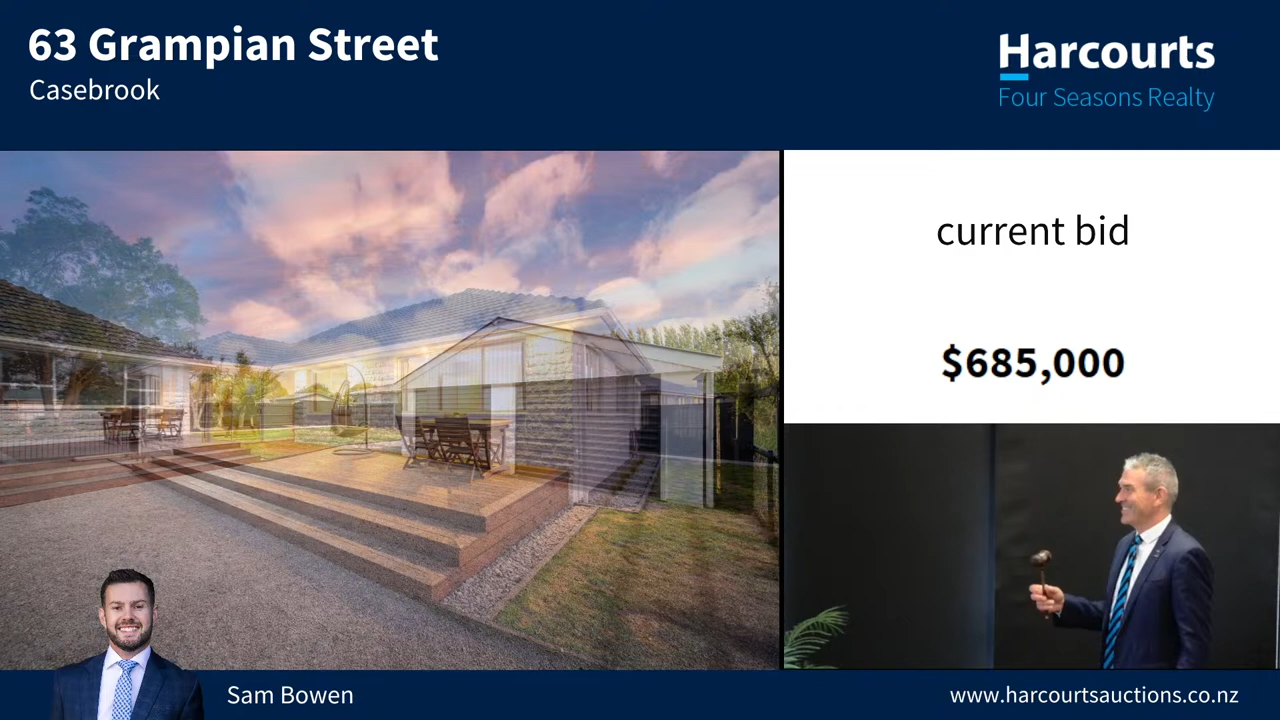 63 Grampian Street
Casebrook
Harcourts
Four Seasons Realty
current bid
$685,000
Sam Bowen
www.harcourtsauctions.co.nz